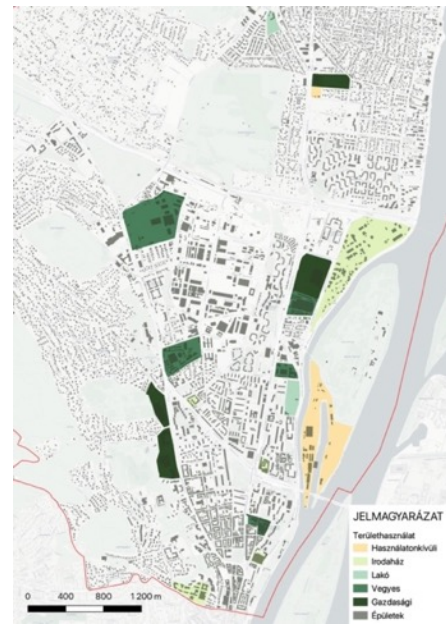 JELMAGYARÁZAT
Területhasználat
Használatonkívüli
Irodaház
Lakó
Vegyes
Gazdasági
Épületek
0 400 800 1200 m